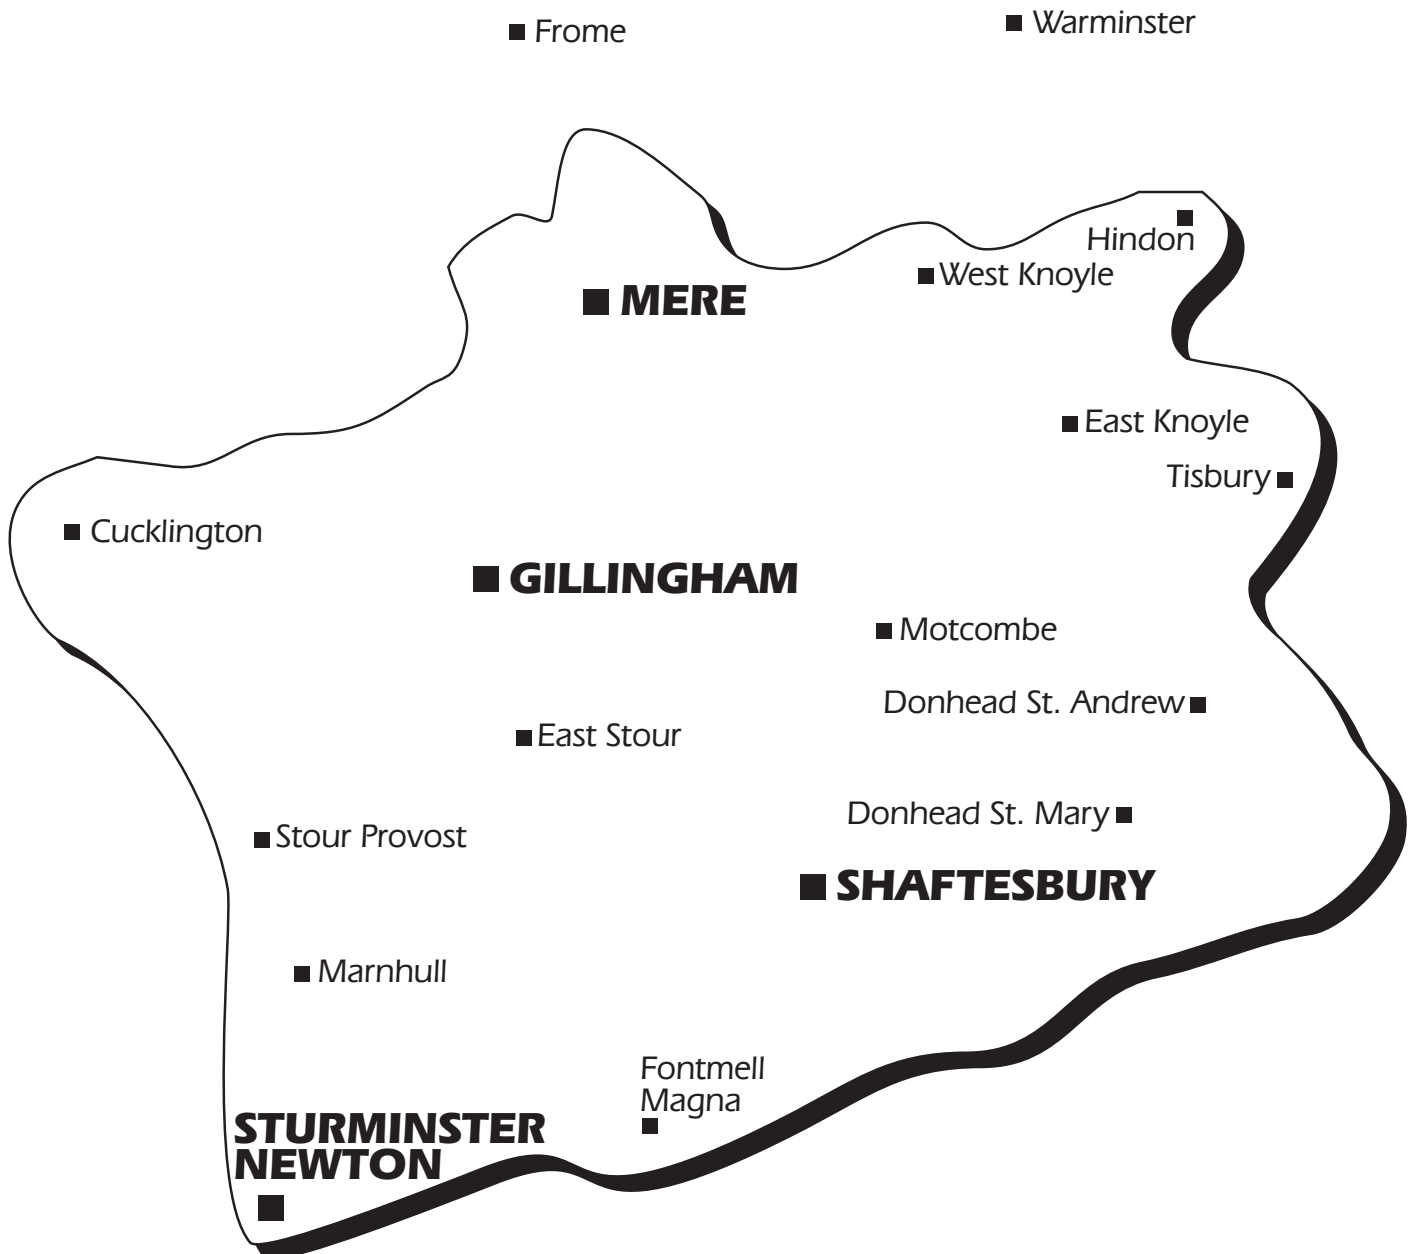 Frome
Warminster
Hindon
West Knoyle
MERE
East Knoyle
Tisbury
Cucklington
GILLINGHAM
Motcombe
Donhead St. Andrew
East Stour
Donhead St. Mary
Stour Provost
SHAFTESBURY
Marnhull
Fontmell
Magna
STURMINSTER
NEWTON